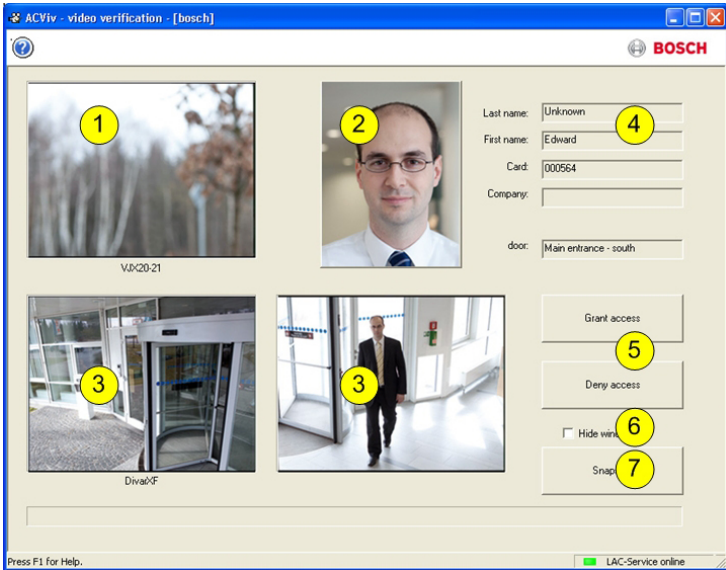 ACViv - video verification - [bosch]
? BOSCH
1
2
Last name: Unknown
4
First name: Edward
Card: 000564
Company:
door: Main entrance - south
VJX20-21
3
3
Grant access
5
Deny access
Hide
6
7
DivarXF
Press F1 for Help.
LAC-Service online